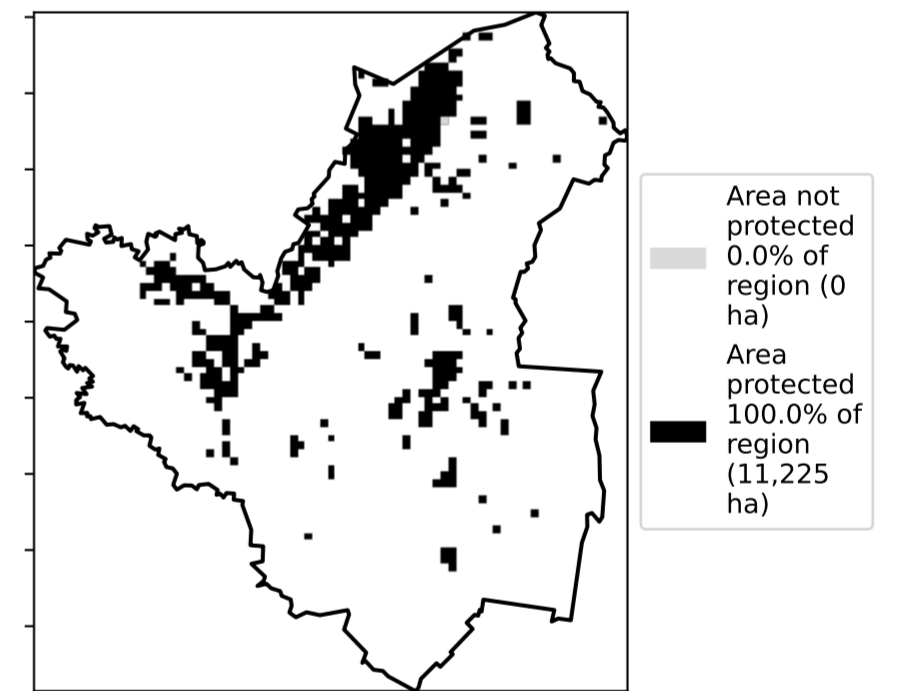 Area not
protected
0.0% of
region (0
ha)
Area
protected
100.0% of
region
(11,225
ha)